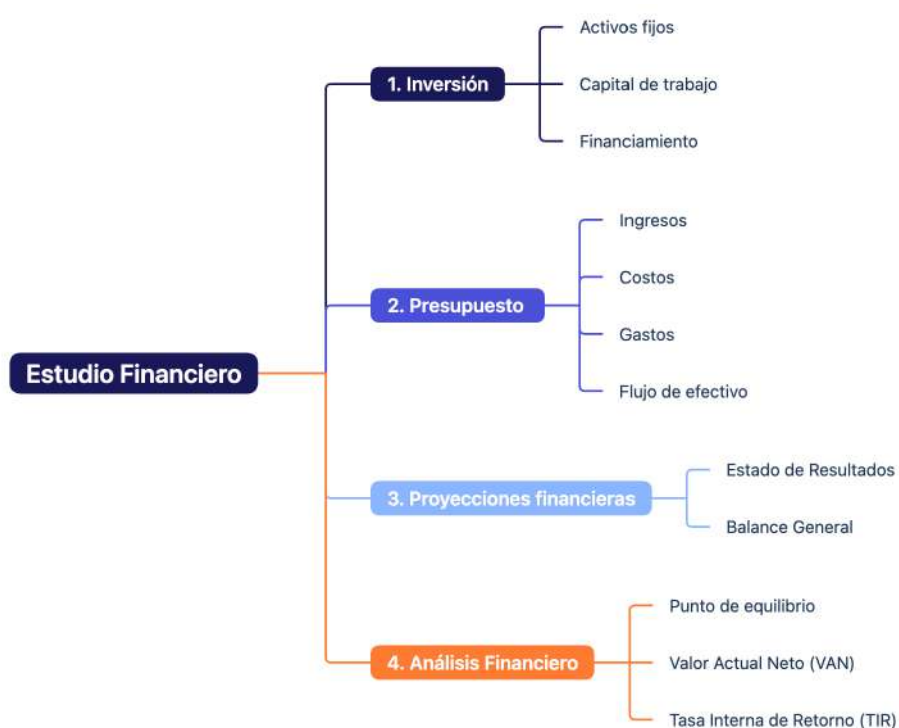 Estudio Financiero
1. Inversión
Activos fijos
Capital de trabajo
Financiamiento
2. Presupuesto
Ingresos
Costos
Gastos
Flujo de efectivo
3. Proyecciones financieras
Estado de Resultados
Balance General
4. Análisis Financiero
Punto de equilibrio
Valor Actual Neto (VAN)
Tasa Interna de Retorno (TIR)